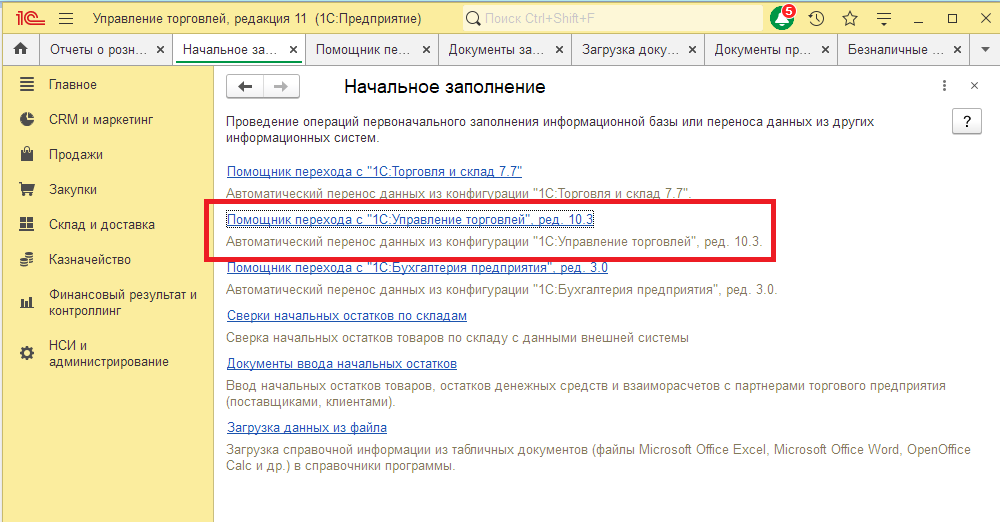 1С Управление торговлей, редакция 11 (1С:Предприятие) Поиск Ctrl+Shift+F 5
Отчеты о розн... Начальное за... Помощник пе... Документы за... Загрузка доку... Документы пр... Безналичные ...
Главное
CRM и маркетинг
Продажи
Закупки
Склад и доставка
Казначейство
Финансовый результат и
контроллинг
НСИ и
администрирование
Начальное заполнение
Проведение операций первоначального заполнения информационной базы или переноса данных из других
информационных систем.
?
Помощник перехода с "1С:Торговля и склад 7.7"
Автоматический перенос данных из конфигурации "1С:Торговля и склад 7.7".
Помощник перехода с "1С:Управление торговлей", ред. 10.3
Автоматический перенос данных из конфигурации "1С:Управление торговлей", ред. 10.3.
Помощник перехода с "1С:Бухгалтерия предприятия", ред. 3.0
Автоматический перенос данных из конфигурации "1С:Бухгалтерия предприятия", ред. 3.0.
Сверки начальных остатков по складам
Сверка начальных остатков товаров по складу с данными внешней системы
Документы ввода начальных остатков
Ввод начальных остатков товаров, остатков денежных средств и взаиморасчетов с партнерами торгового предприятия
(поставщиками, клиентами).
Загрузка данных из файла
Загрузка справочной информации из табличных документов (файлы Microsoft Office Excel, Microsoft Office Word, OpenOffice
Calc и др.) в справочники программы.